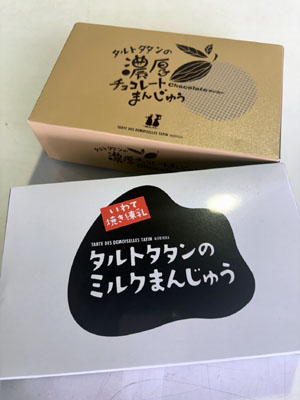 タルトタタンの
濃厚
チョコレート Chocolate
まんじゅう
TARTE DES DEMOISELLES TATIN
タルトタタンの
濃厚
いわて
焼き練乳
TARTE DES DEMOISELLES TATIN
タルトタタンの
ミルクまんじゅう